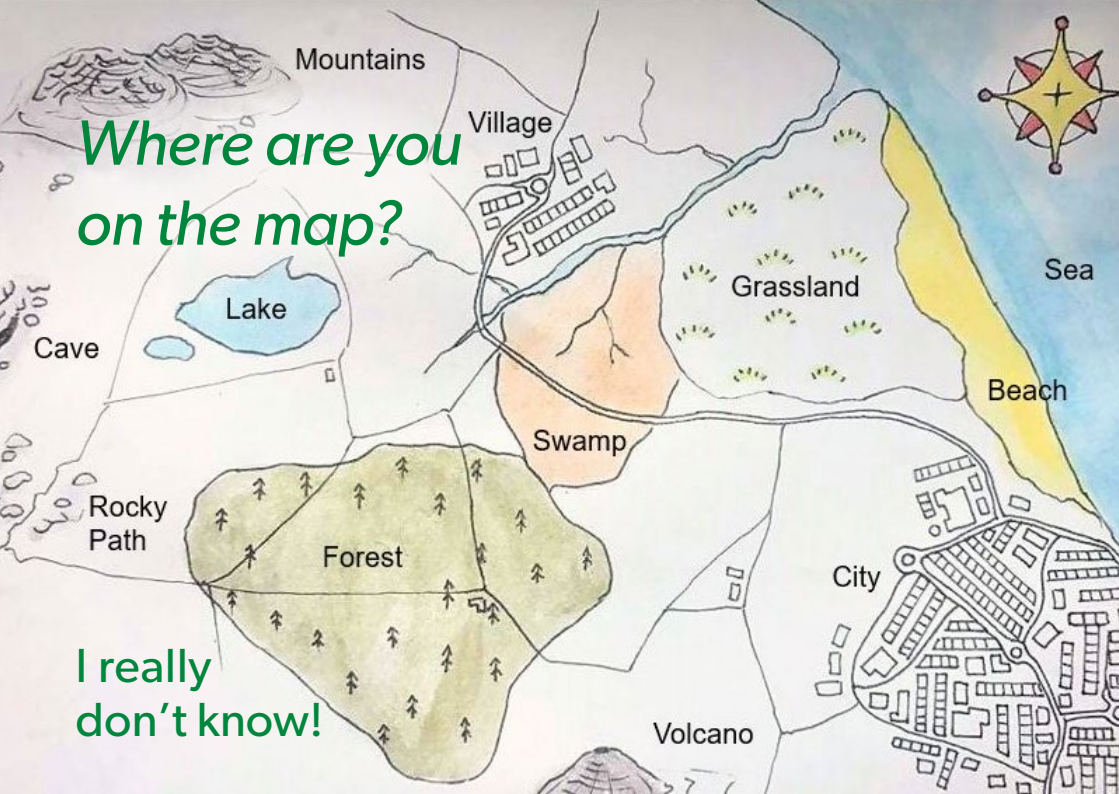 Mountains
Where are you
on the map?
Village
Lake
Cave
Grassland
Sea
Beach
Swamp
Rocky
Path
Forest
City
I really
don't know!
Volcano